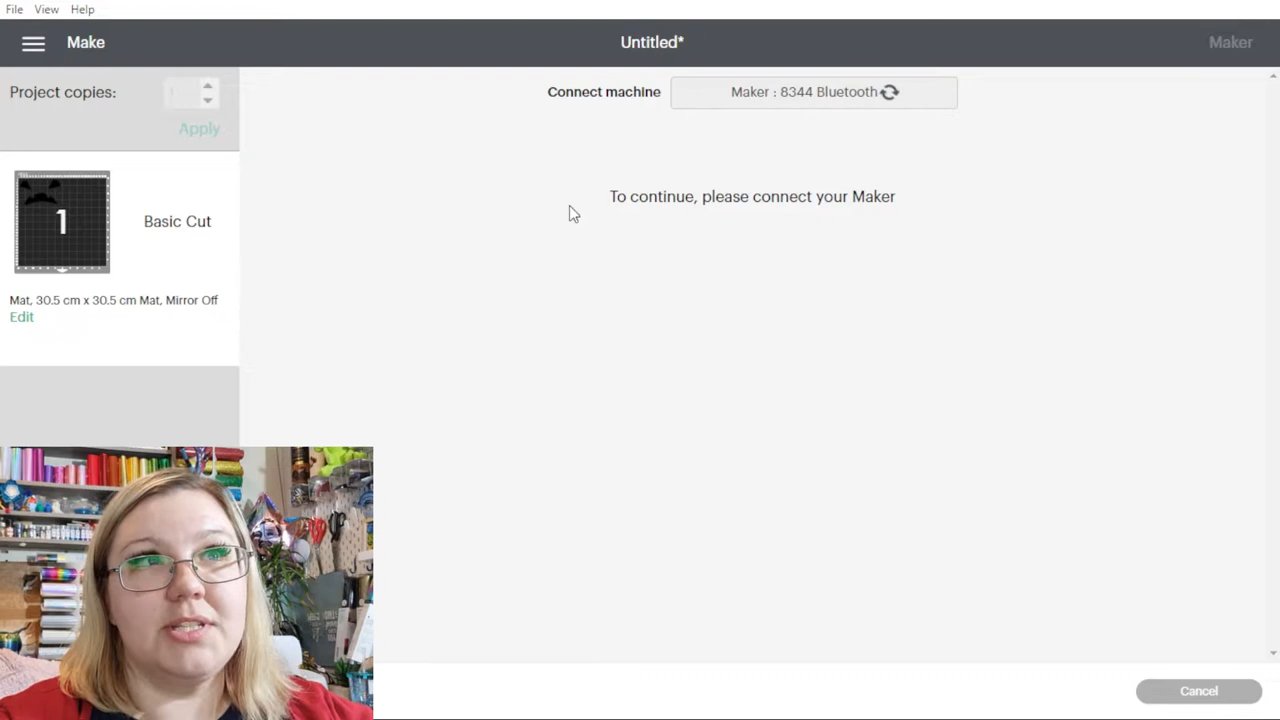 File View Help
Make
Untitled*
Maker
Project copies:
Apply
Connect machine
Maker : 8344 Bluetooth
To continue, please connect your Maker
1
Basic Cut
Mat, 30.5 cm x 30.5 cm Mat, Mirror Off
Edit
Cancel